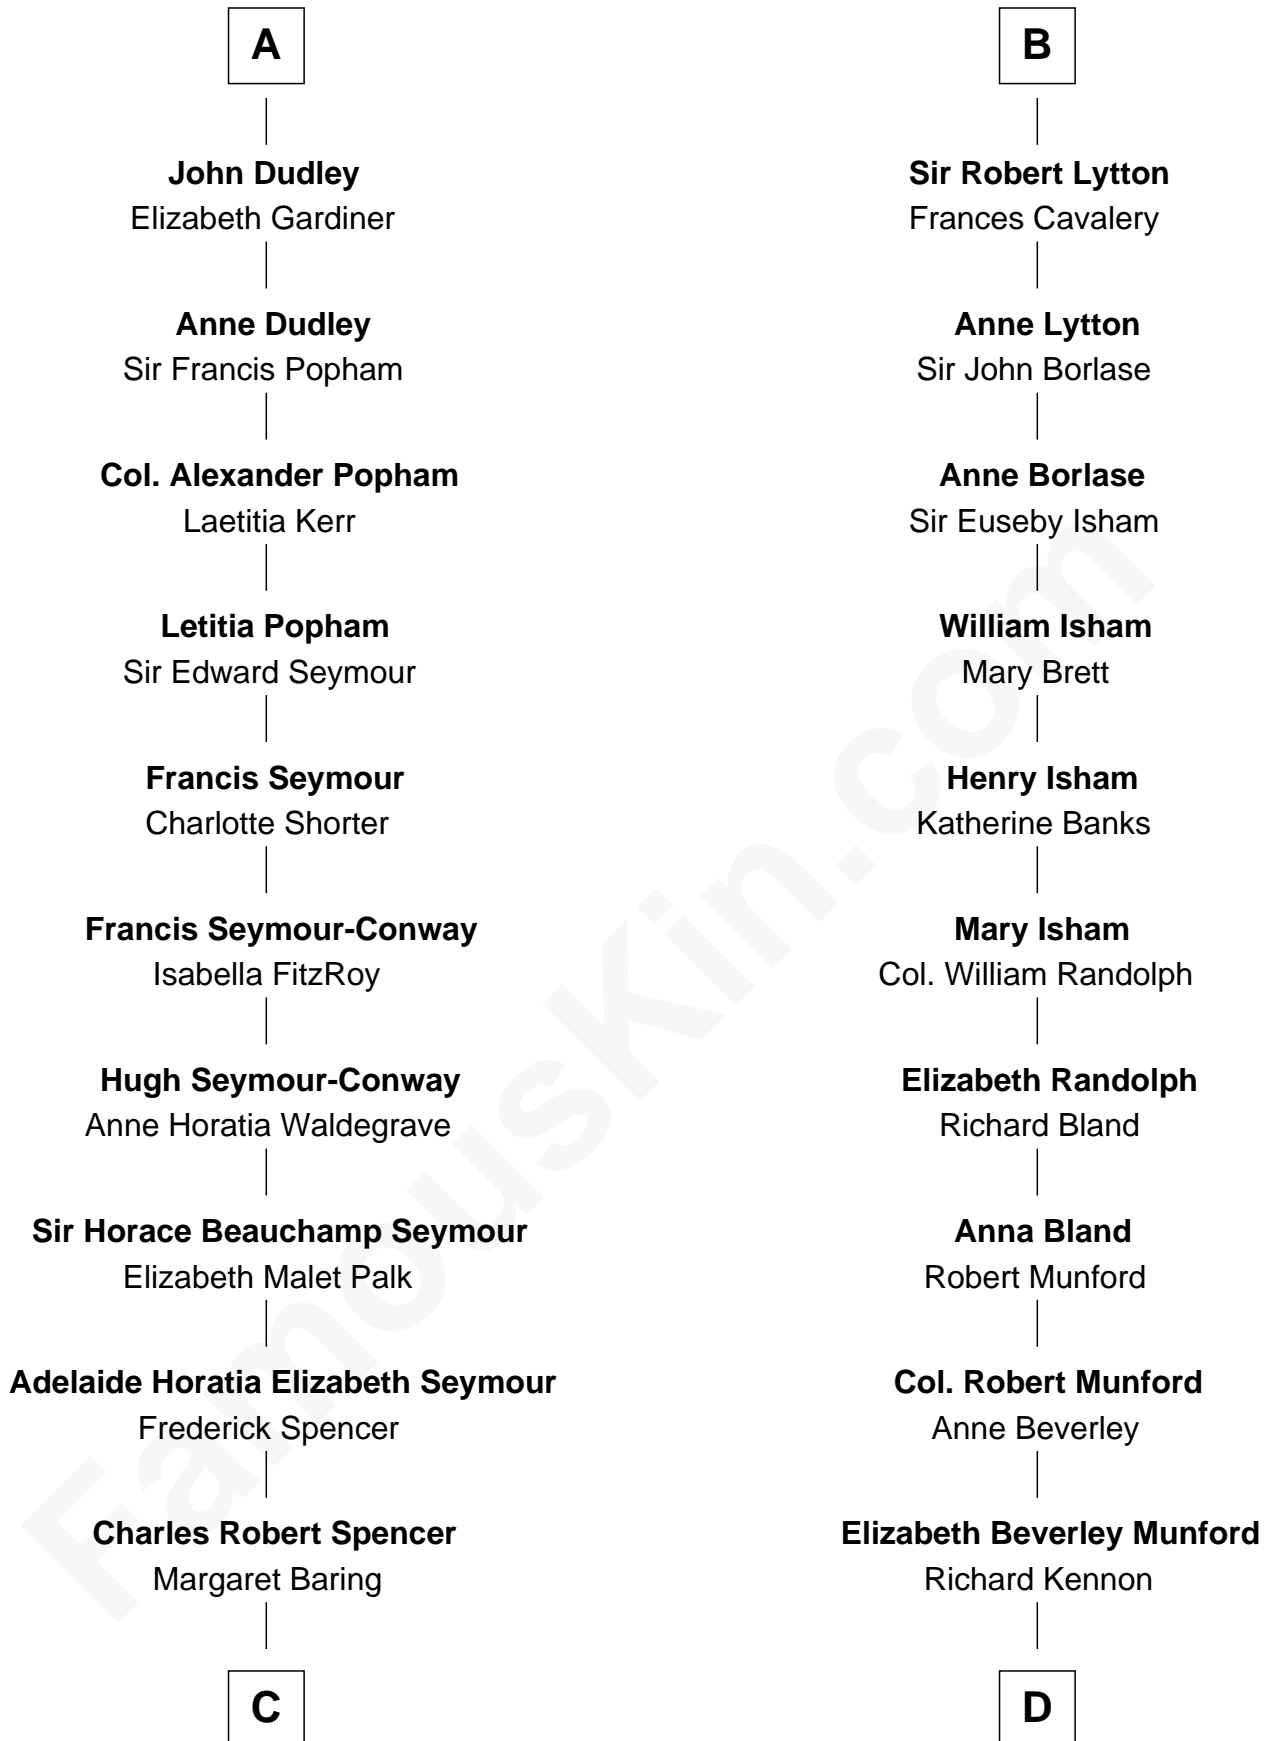 A
John Dudley
Elizabeth Gardiner
Anne Dudley
Sir Francis Popham
Col. Alexander Popham
Laetitia Kerr
Letitia Popham
Sir Edward Seymour
Francis Seymour
Charlotte Shorter
Francis Seymour-Conway
Isabella FitzRoy
Hugh Seymour-Conway
Anne Horatia Waldegrave
Sir Horace Beauchamp Seymour
Elizabeth Malet Palk
Adelaide Horatia Elizabeth Seymour
Frederick Spencer
Charles Robert Spencer
Margaret Baring
C
B
Sir Robert Lytton
Frances Cavalery
Anne Lytton
Sir John Borlase
Anne Borlase
Sir Euseby Isham
William Isham
Mary Brett
Henry Isham
Katherine Banks
Mary Isham
Col. William Randolph
Elizabeth Randolph
Richard Bland
Anna Bland
Robert Munford
Col. Robert Munford
Anne Beverley
Elizabeth Beverley Munford
Richard Kennon
D
FamousKin.com